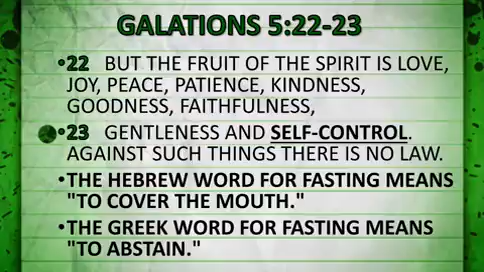 GALATIONS 5:22-23
•22 BUT THE FRUIT OF THE SPIRIT IS LOVE,
JOY, PEACE, PATIENCE, KINDNESS,
GOODNESS, FAITHFULNESS,
•23 GENTLENESS AND SELF-CONTROL.
AGAINST SUCH THINGS THERE IS NO LAW.
•THE HEBREW WORD FOR FASTING MEANS
"TO COVER THE MOUTH."
•THE GREEK WORD FOR FASTING MEANS
"TO ABSTAIN."